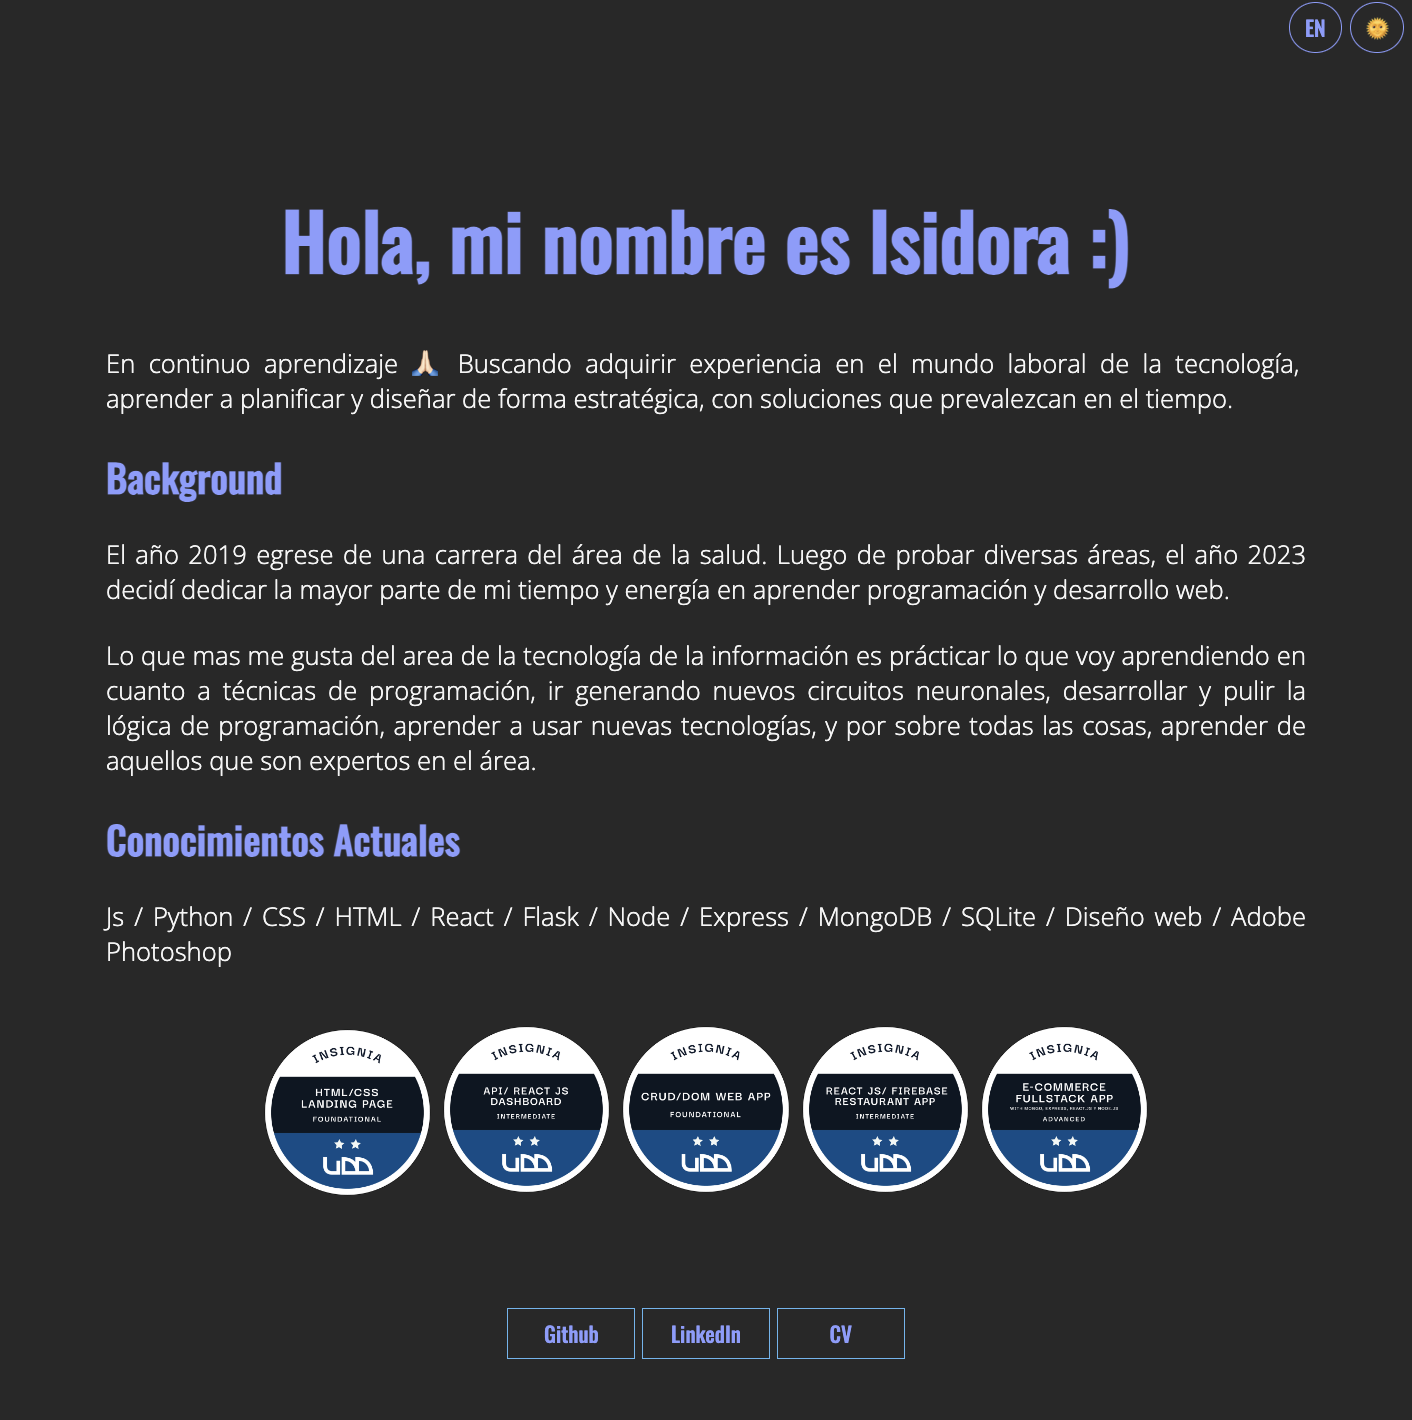 EN
Hola, mi nombre es Isidora :)
En continuo aprendizaje 🙏🏻 Buscando adquirir experiencia en el mundo laboral de la tecnología,
aprender a planificar y diseñar de forma estratégica, con soluciones que prevalezcan en el tiempo.
Background
El año 2019 egrese de una carrera del área de la salud. Luego de probar diversas áreas, el año 2023
decidí dedicar la mayor parte de mi tiempo y energía en aprender programación y desarrollo web.
Lo que mas me gusta del area de la tecnología de la información es prácticar lo que voy aprendiendo en
cuanto a técnicas de programación, ir generando nuevos circuitos neuronales, desarrollar y pulir la
lógica de programación, aprender a usar nuevas tecnologías, y por sobre todas las cosas, aprender de
aquellos que son expertos en el área.
Conocimientos Actuales
Js / Python / CSS / HTML / React / Flask / Node / Express / MongoDB / SQLite / Diseño web / Adobe
Photoshop
INSIGNIA
HTML/CSS
LANDING PAGE
FOUNDATIONAL
UDD
INSIGNIA
API/ REACT JS
DASHBOARD
INTERMEDIATE
UDD
INSIGNIA
CRUD/DOM WEB APP
FOUNDATIONAL
UDD
INSIGNIA
REACT JS/ FIREBASE
RESTAURANT APP
INTERMEDIATE
UDD
INSIGNIA
E-COMMERCE
FULLSTACK APP
WITH MONGO, EXPRESS, REACT.JS Y NODE.JS
ADVANCED
UDD
Github
LinkedIn
CV